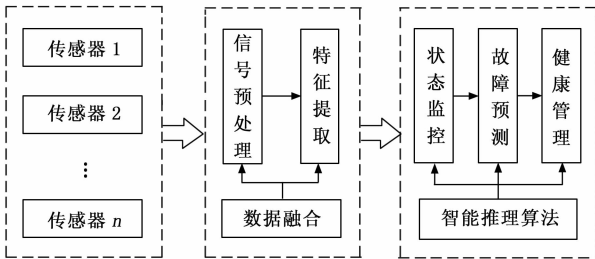 传感器 1
传感器 2
⋮
传感器 n
信号预处理
特征提取
数据融合
状态监控
故障预测
健康管理
智能推理算法